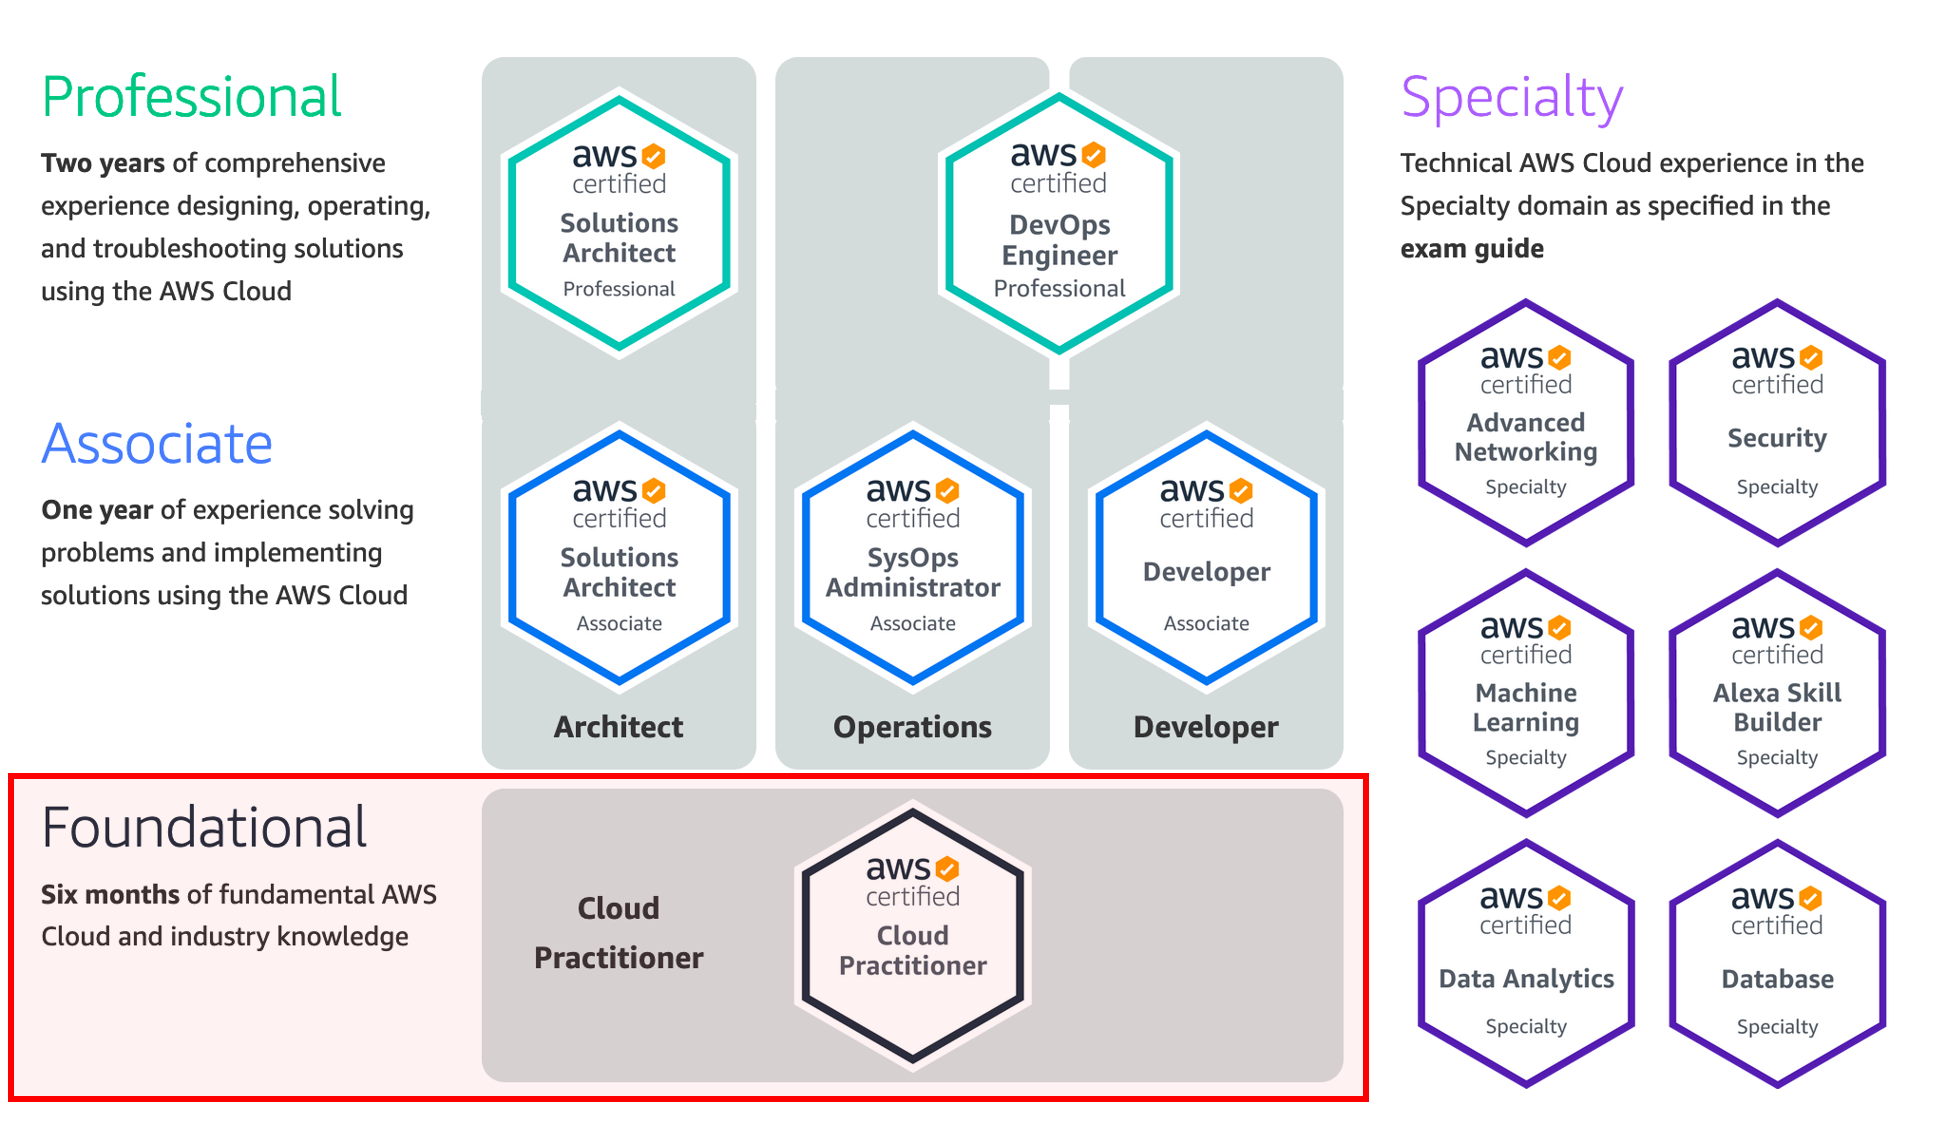 Professional
Two years of comprehensive
experience designing, operating,
and troubleshooting solutions
using the AWS Cloud
aws
certified
Solutions
Architect
Professional
aws
certified
DevOps
Engineer
Professional
Associate
One year of experience solving
problems and implementing
solutions using the AWS Cloud
aws
certified
Solutions
Architect
Associate
aws
certified
SysOps
Administrator
Associate
aws
certified
Developer
Associate
Architect
Operations
Developer
Foundational
Six months of fundamental AWS
Cloud and industry knowledge
Cloud
Practitioner
aws
certified
Cloud
Practitioner
Specialty
Technical AWS Cloud experience in the
Specialty domain as specified in the
exam guide
aws
certified
Advanced
Networking
Specialty
aws
certified
Security
Specialty
aws
certified
Machine
Learning
Specialty
aws
certified
Alexa Skill
Builder
Specialty
aws
certified
Data Analytics
Specialty
aws
certified
Database
Specialty